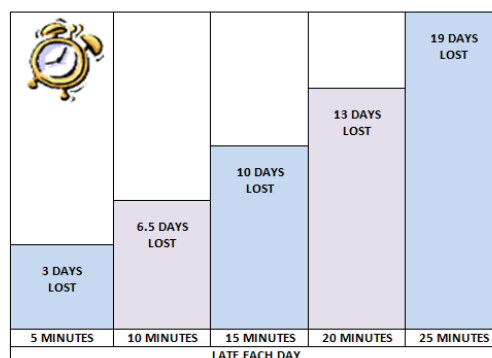 19 DAYS
LOST
13 DAYS
LOST
10 DAYS
LOST
6.5 DAYS
LOST
3 DAYS
LOST
5 MINUTES 10 MINUTES 15 MINUTES 20 MINUTES 25 MINUTES
LATE EACH DAY